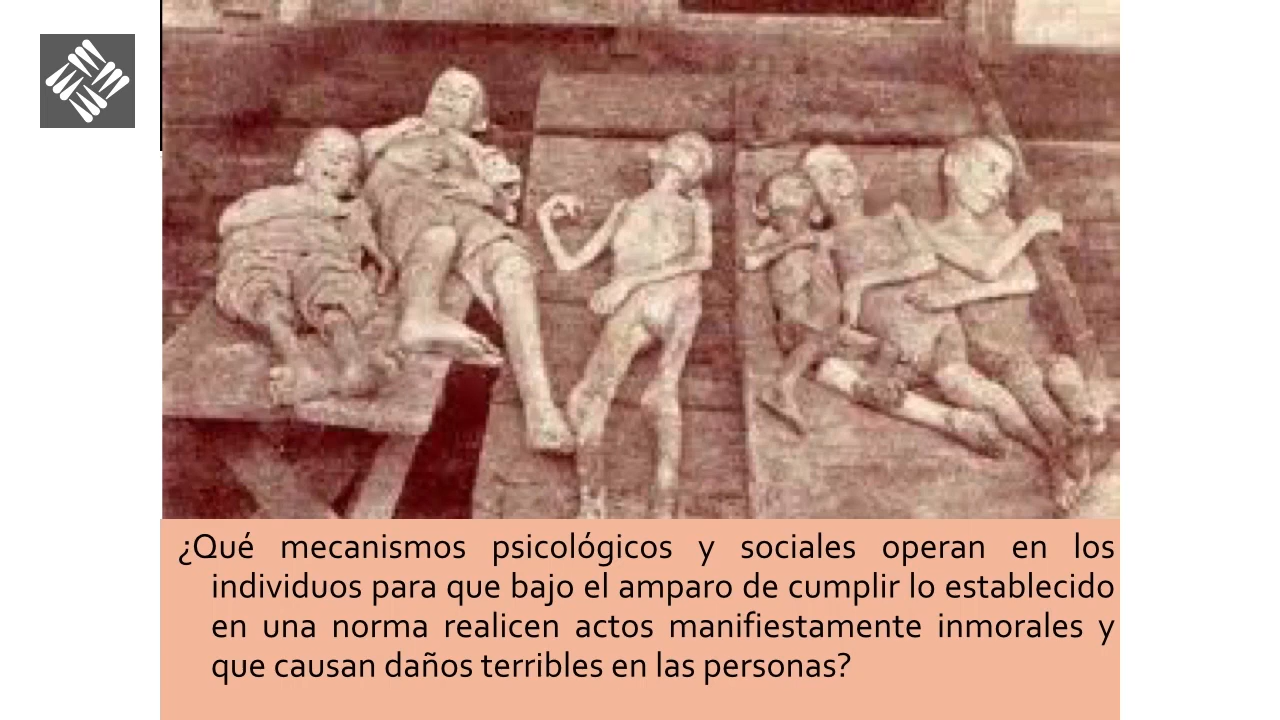 ¿Qué mecanismos psicológicos y sociales operan en los
individuos para que bajo el amparo de cumplir lo establecido
en una norma realicen actos manifiestamente inmorales y
que causan daños terribles en las personas?